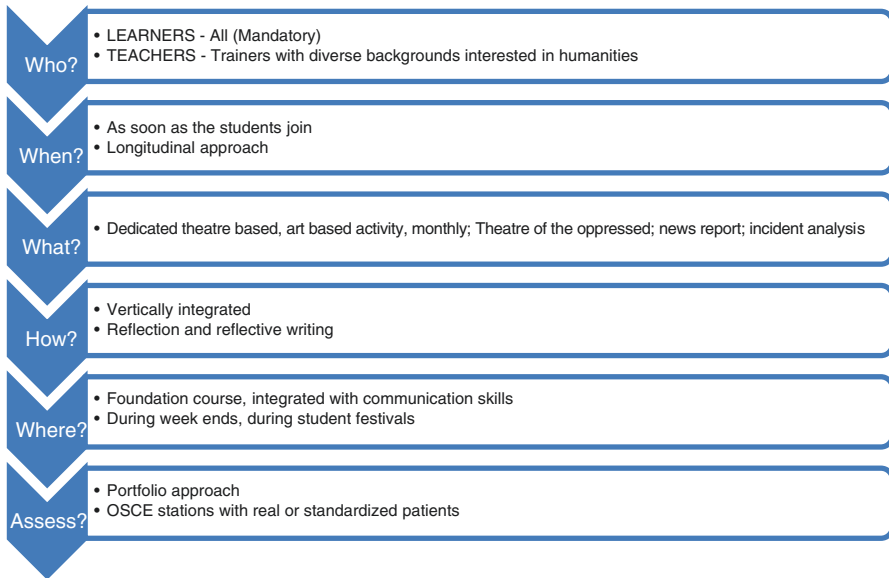 Who?
• LEARNERS - All (Mandatory)
• TEACHERS - Trainers with diverse backgrounds interested in humanities
When?
• As soon as the students join
• Longitudinal approach
What?
• Dedicated theatre based, art based activity, monthly; Theatre of the oppressed; news report; incident analysis
How?
• Vertically integrated
• Reflection and reflective writing
Where?
• Foundation course, integrated with communication skills
• During week ends, during student festivals
Assess?
• Portfolio approach
• OSCE stations with real or standardized patients